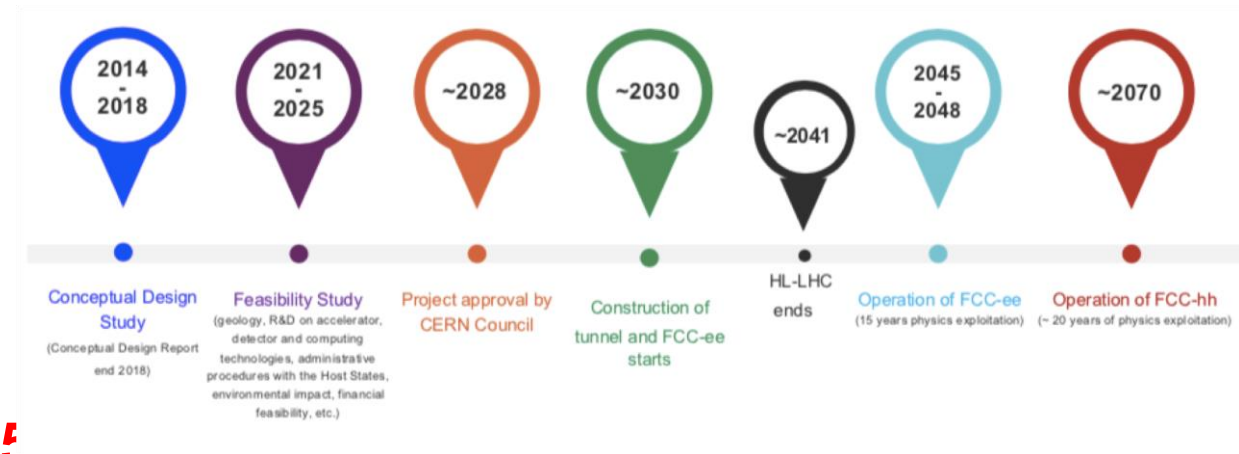 2014
-
2018
2021
-
2025
~2028
~2030
~2041
2045
-
2048
~2070
Conceptual Design
Study
(Conceptual Design Report
end 2018)
Feasibility Study
(geology, R&D on accelerator,
detector and computing
technologies, administrative
procedures with the Host States,
environmental impact, financial
feasibility, etc.)
Project approval by
CERN Council
Construction of
tunnel and FCC-ee
starts
HL-LHC
ends
Operation of FCC-ee
(15 years physics exploitation)
Operation of FCC-hh
(~ 20 years of physics exploitation)